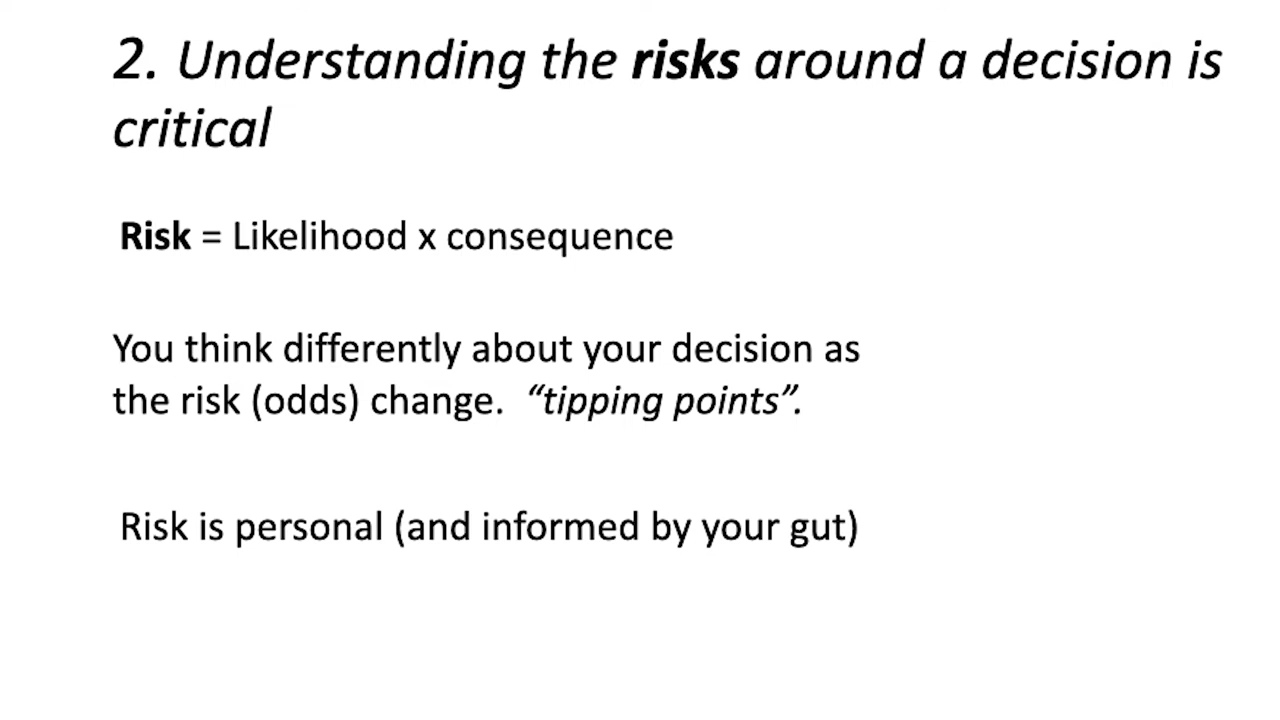 2. Understanding the risks around a decision is
critical
Risk = Likelihood x consequence
You think differently about your decision as
the risk (odds) change. “tipping points”.
Risk is personal (and informed by your gut)